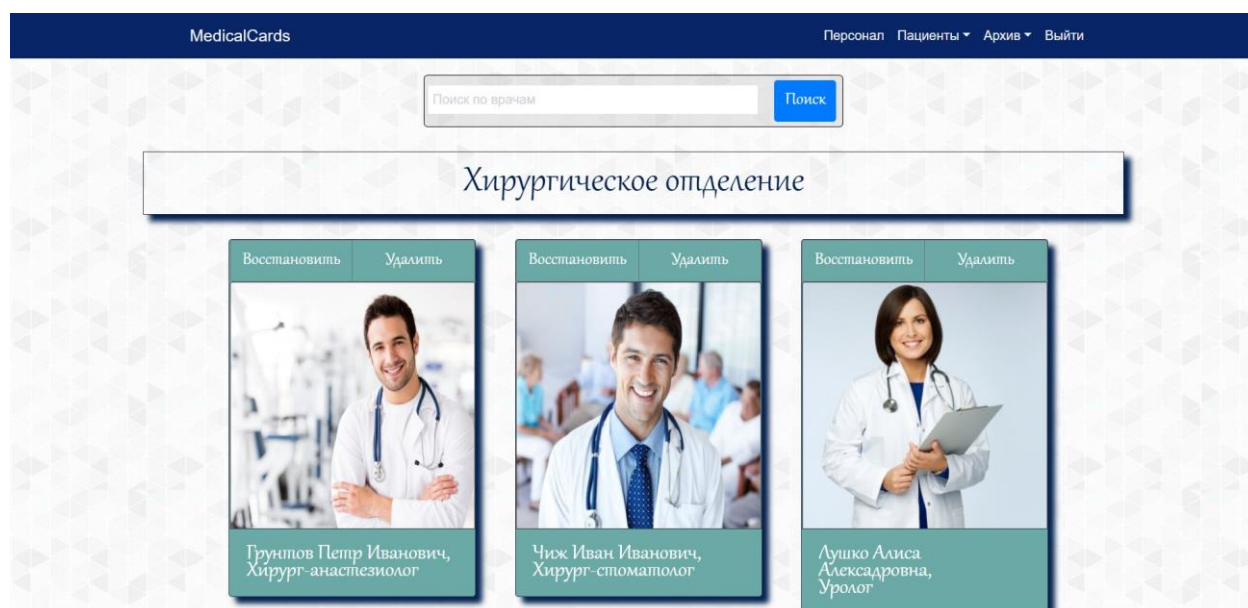 MedicalCards Персонал Пациенты Архив Выйти
Поиск по врачам Поиск
Хирургическое отделение
Восстановить Удалить Восстановить Удалить Восстановить Удалить
Грунтов Петр Иванович,
Хирург-анастезиолог
Чиж Иван Иванович,
Хирург-стоматолог
Лушко Алиса
Алексадровна,
Уролог